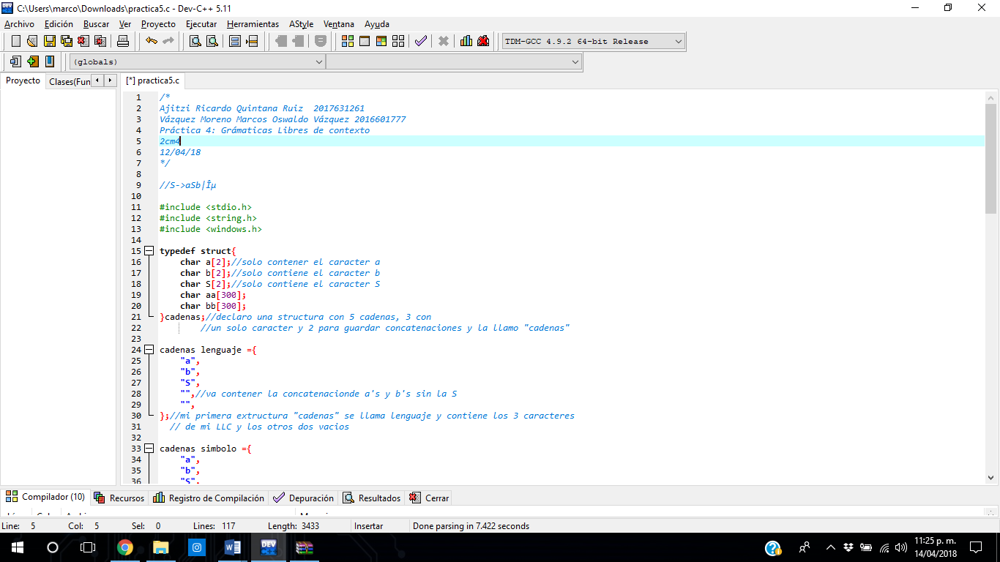 C:\Users\marco\Downloads\practica5.c - Dev-C++ 5.11
Archivo Edición Buscar Ver Proyecto Ejecutar Herramientas AStyle Ventana Ayuda
TDM-GCC 4.9.2 64-bit Release
(globals)
Proyecto Clases(Fun [*] practica5.c
1 /*
2 Ajitzi Ricardo Quintana Ruiz  2017631261
3 Vázquez Moreno Marcos Oswaldo Vázquez 2016601777
4 Práctica 4: Grámaticas Libres de contexto
5 2cm4
6 12/04/18
7 */
8
9 //S->aSb|Îµ
10
11 #include <stdio.h>
12 #include <string.h>
13 #include <windows.h>
14
15 typedef struct{
16 char a[2];//solo contener el caracter a
17 char b[2];//solo contiene el caracter b
18 char S[2];//solo contiene el caracter S
19 char aa[300];
20 char bb[300];
21 }cadenas;//declaro una structura con 5 cadenas, 3 con
22 //un solo caracter y 2 para guardar concatenaciones y la llamo "cadenas"
23
24 cadenas lenguaje ={
25 "a",
26 "b",
27 "S",
28 "",//va contener la concatenacionde a's y b's sin la S
29 "",
30 };//mi primera extructura "cadenas" se llama lenguaje y contiene los 3 caracteres
31 // de mi LLC y los otros dos vacios
32
33 cadenas simbolo ={
34 "a",
35 "b",
36 "S",
Compilador (10) Recursos Registro de Compilación Depuración Resultados Cerrar
Line: 5 Col: 5 Sel: 0 Lines: 117 Length: 3433 Insertar Done parsing in 7.422 seconds
11:25 p. m.
14/04/2018